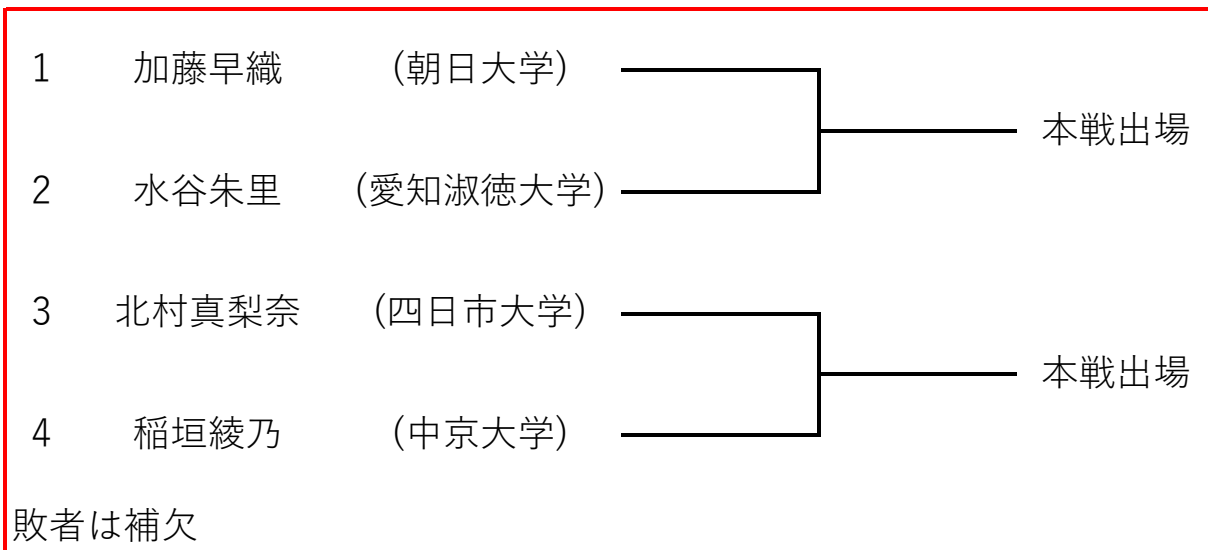 1 加藤早織 (朝日大学)
本戦出場
2 水谷朱里 (愛知淑徳大学)
3 北村真梨奈 (四日市大学)
本戦出場
4 稲垣綾乃 (中京大学)
敗者は補欠